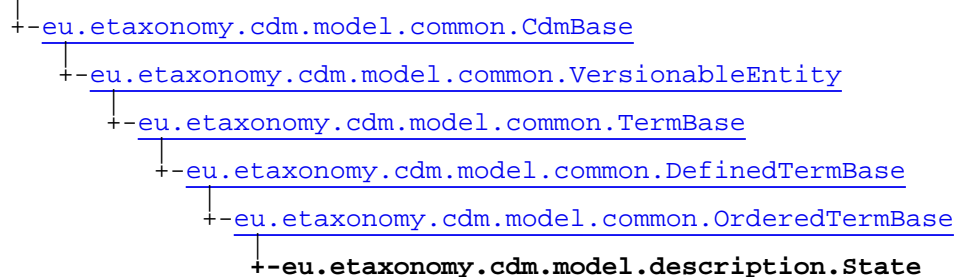 +-eu.etaxonomy.cdm.model.common.CdmBase
+-eu.etaxonomy.cdm.model.common.VersionableEntity
+-eu.etaxonomy.cdm.model.common.TermBase
+-eu.etaxonomy.cdm.model.common.DefinedTermBase
+-eu.etaxonomy.cdm.model.common.OrderedTermBase
+-eu.etaxonomy.cdm.model.description.State